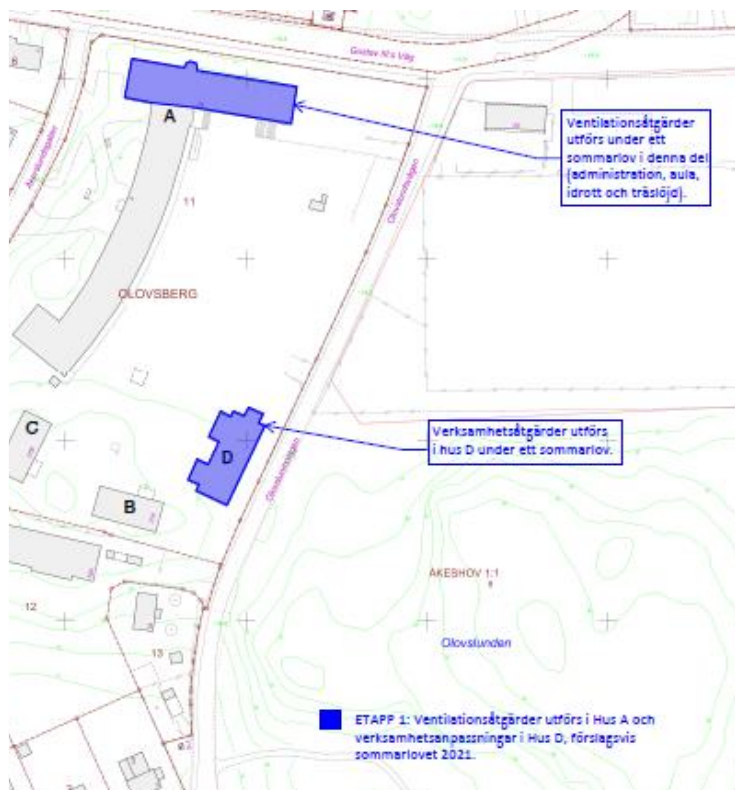 Gustav III:s Väg
A
Ventilationsåtgärder
utförs under ett
sommarlov i denna del
(administration, aula,
idrott och träslöjd).
Olovslundsvägen
11
OLOVSBERG
C
D
B
Verksamhetsåtgärder utförs
i hus D under ett sommarlov.
Olovslundsvägen
ÅKESHOV 1:1
12
Olovslunden
13
ETAPP 1: Ventilationsåtgärder utförs i Hus A och
verksamhetsanpassningar i Hus D, förslagsvis
sommarlovet 2021.